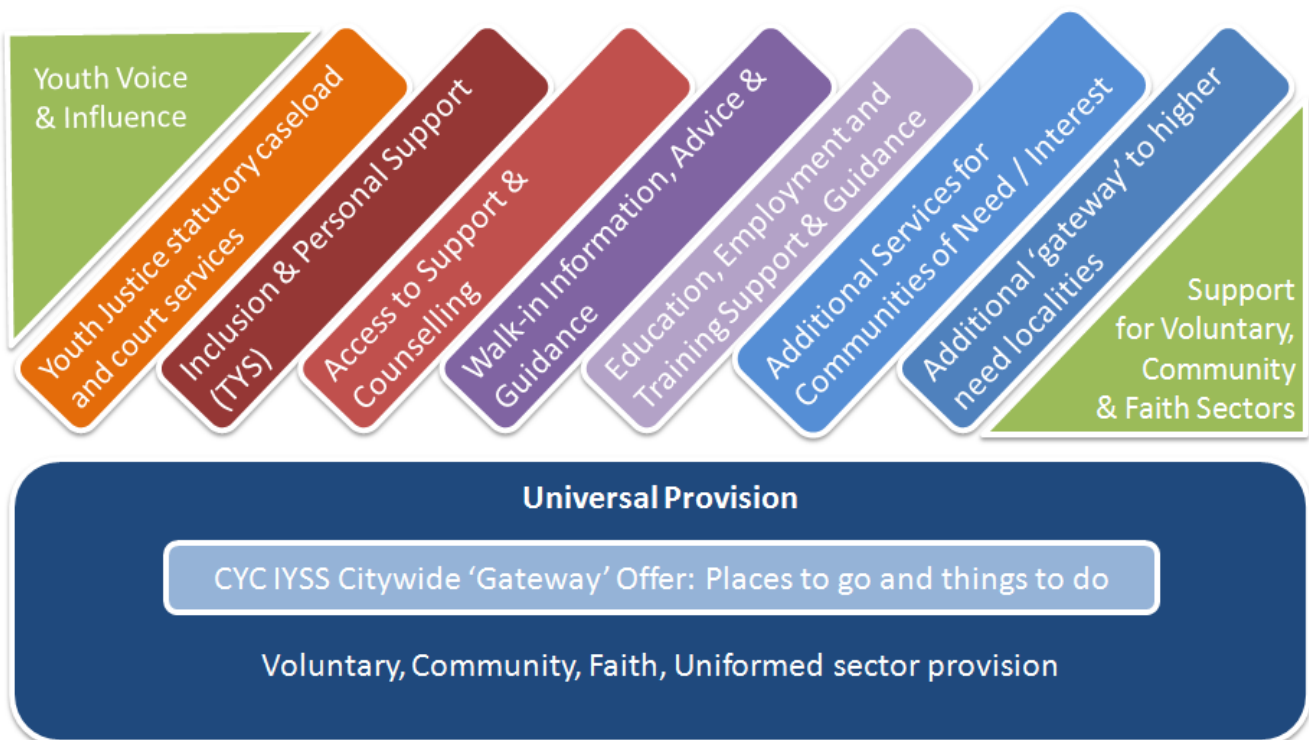 Youth Voice
& Influence
Youth Justice statutory caseload
and court services
Inclusion & Personal Support
(TYS)
Access to Support &
Counselling
Walk-in Information, Advice &
Guidance
Education, Employment and
Training Support & Guidance
Additional Services for
Communities of Need / Interest
Additional ‘gateway’ to higher
need localities
Support
for Voluntary,
Community
& Faith Sectors
Universal Provision
CYC IYSS Citywide ‘Gateway’ Offer: Places to go and things to do
Voluntary, Community, Faith, Uniformed sector provision